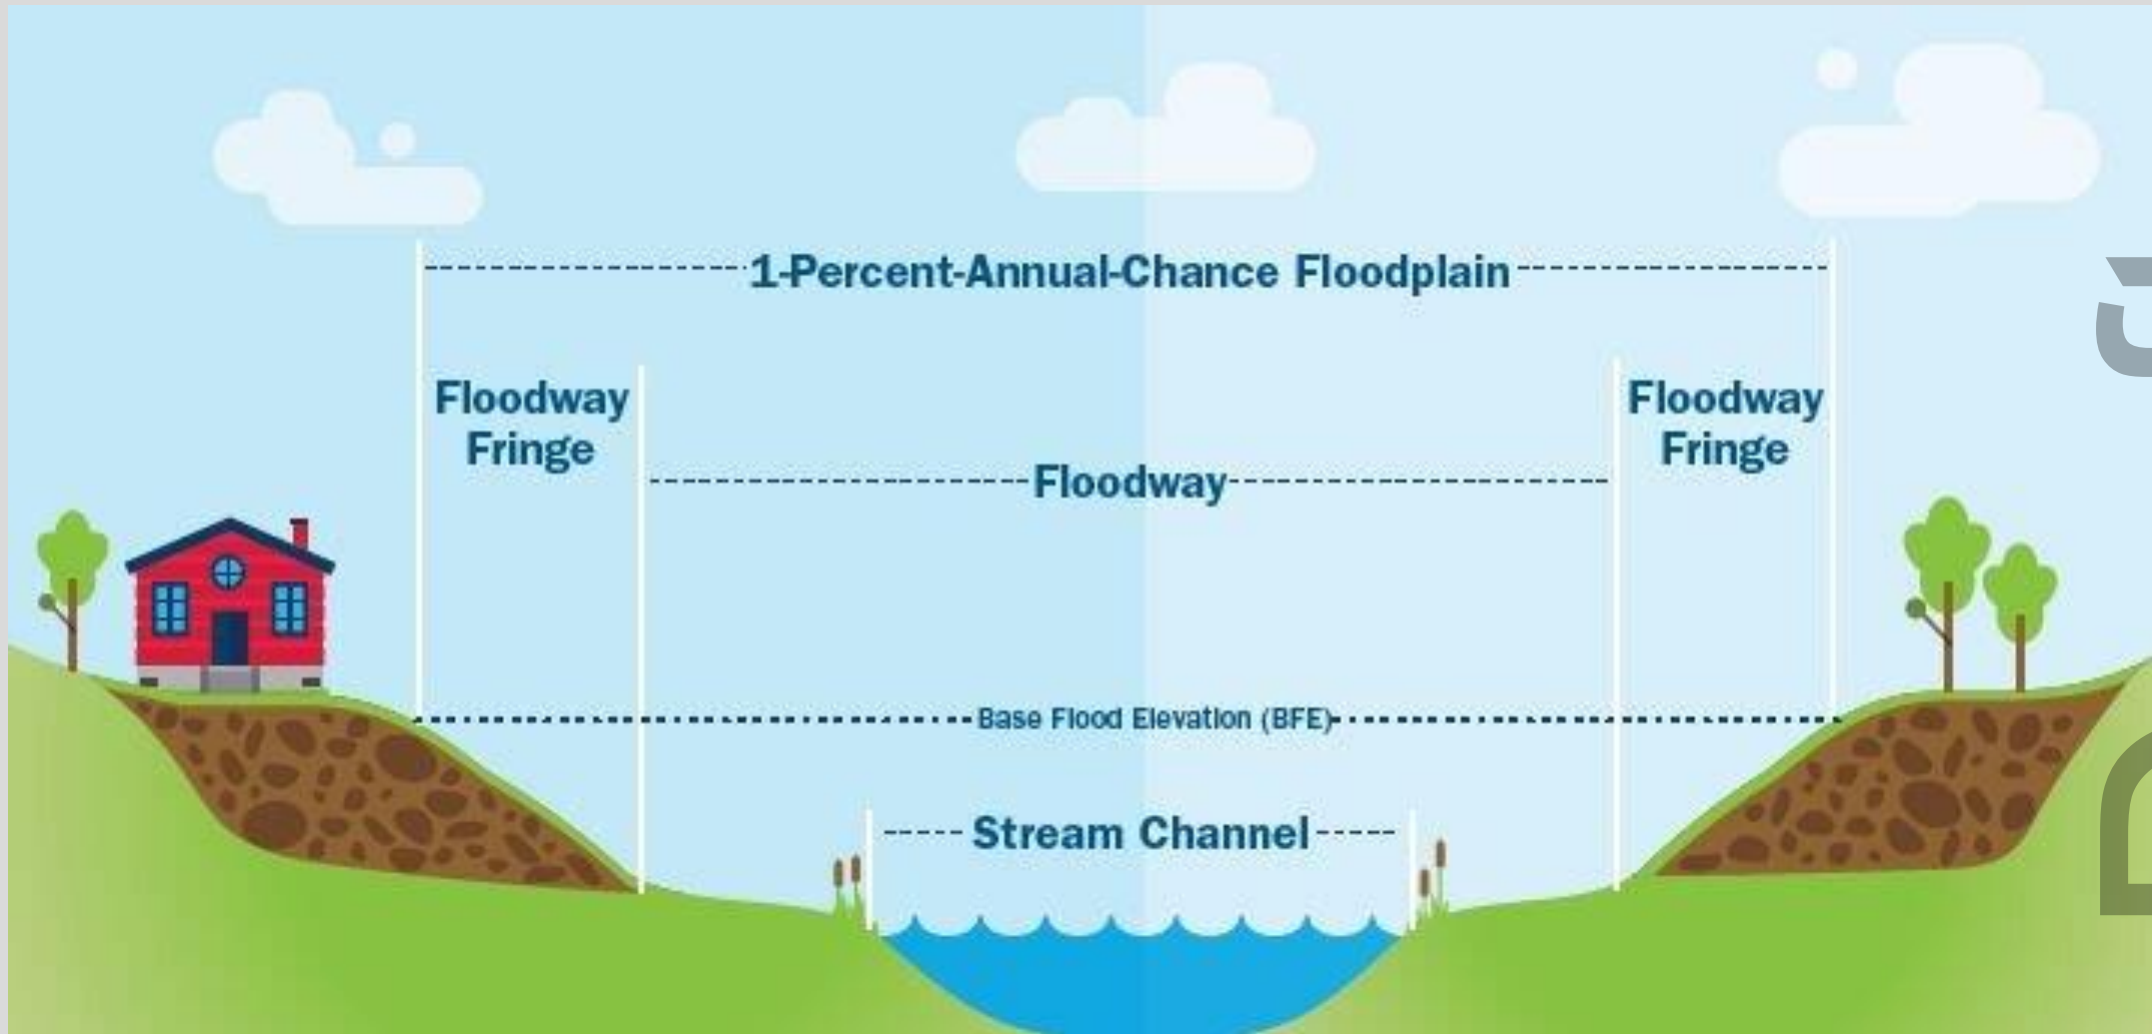 1-Percent-Annual-Chance Floodplain
Floodway
Fringe
Floodway
Fringe
Floodway
Base Flood Elevation (BFE)
Stream Channel